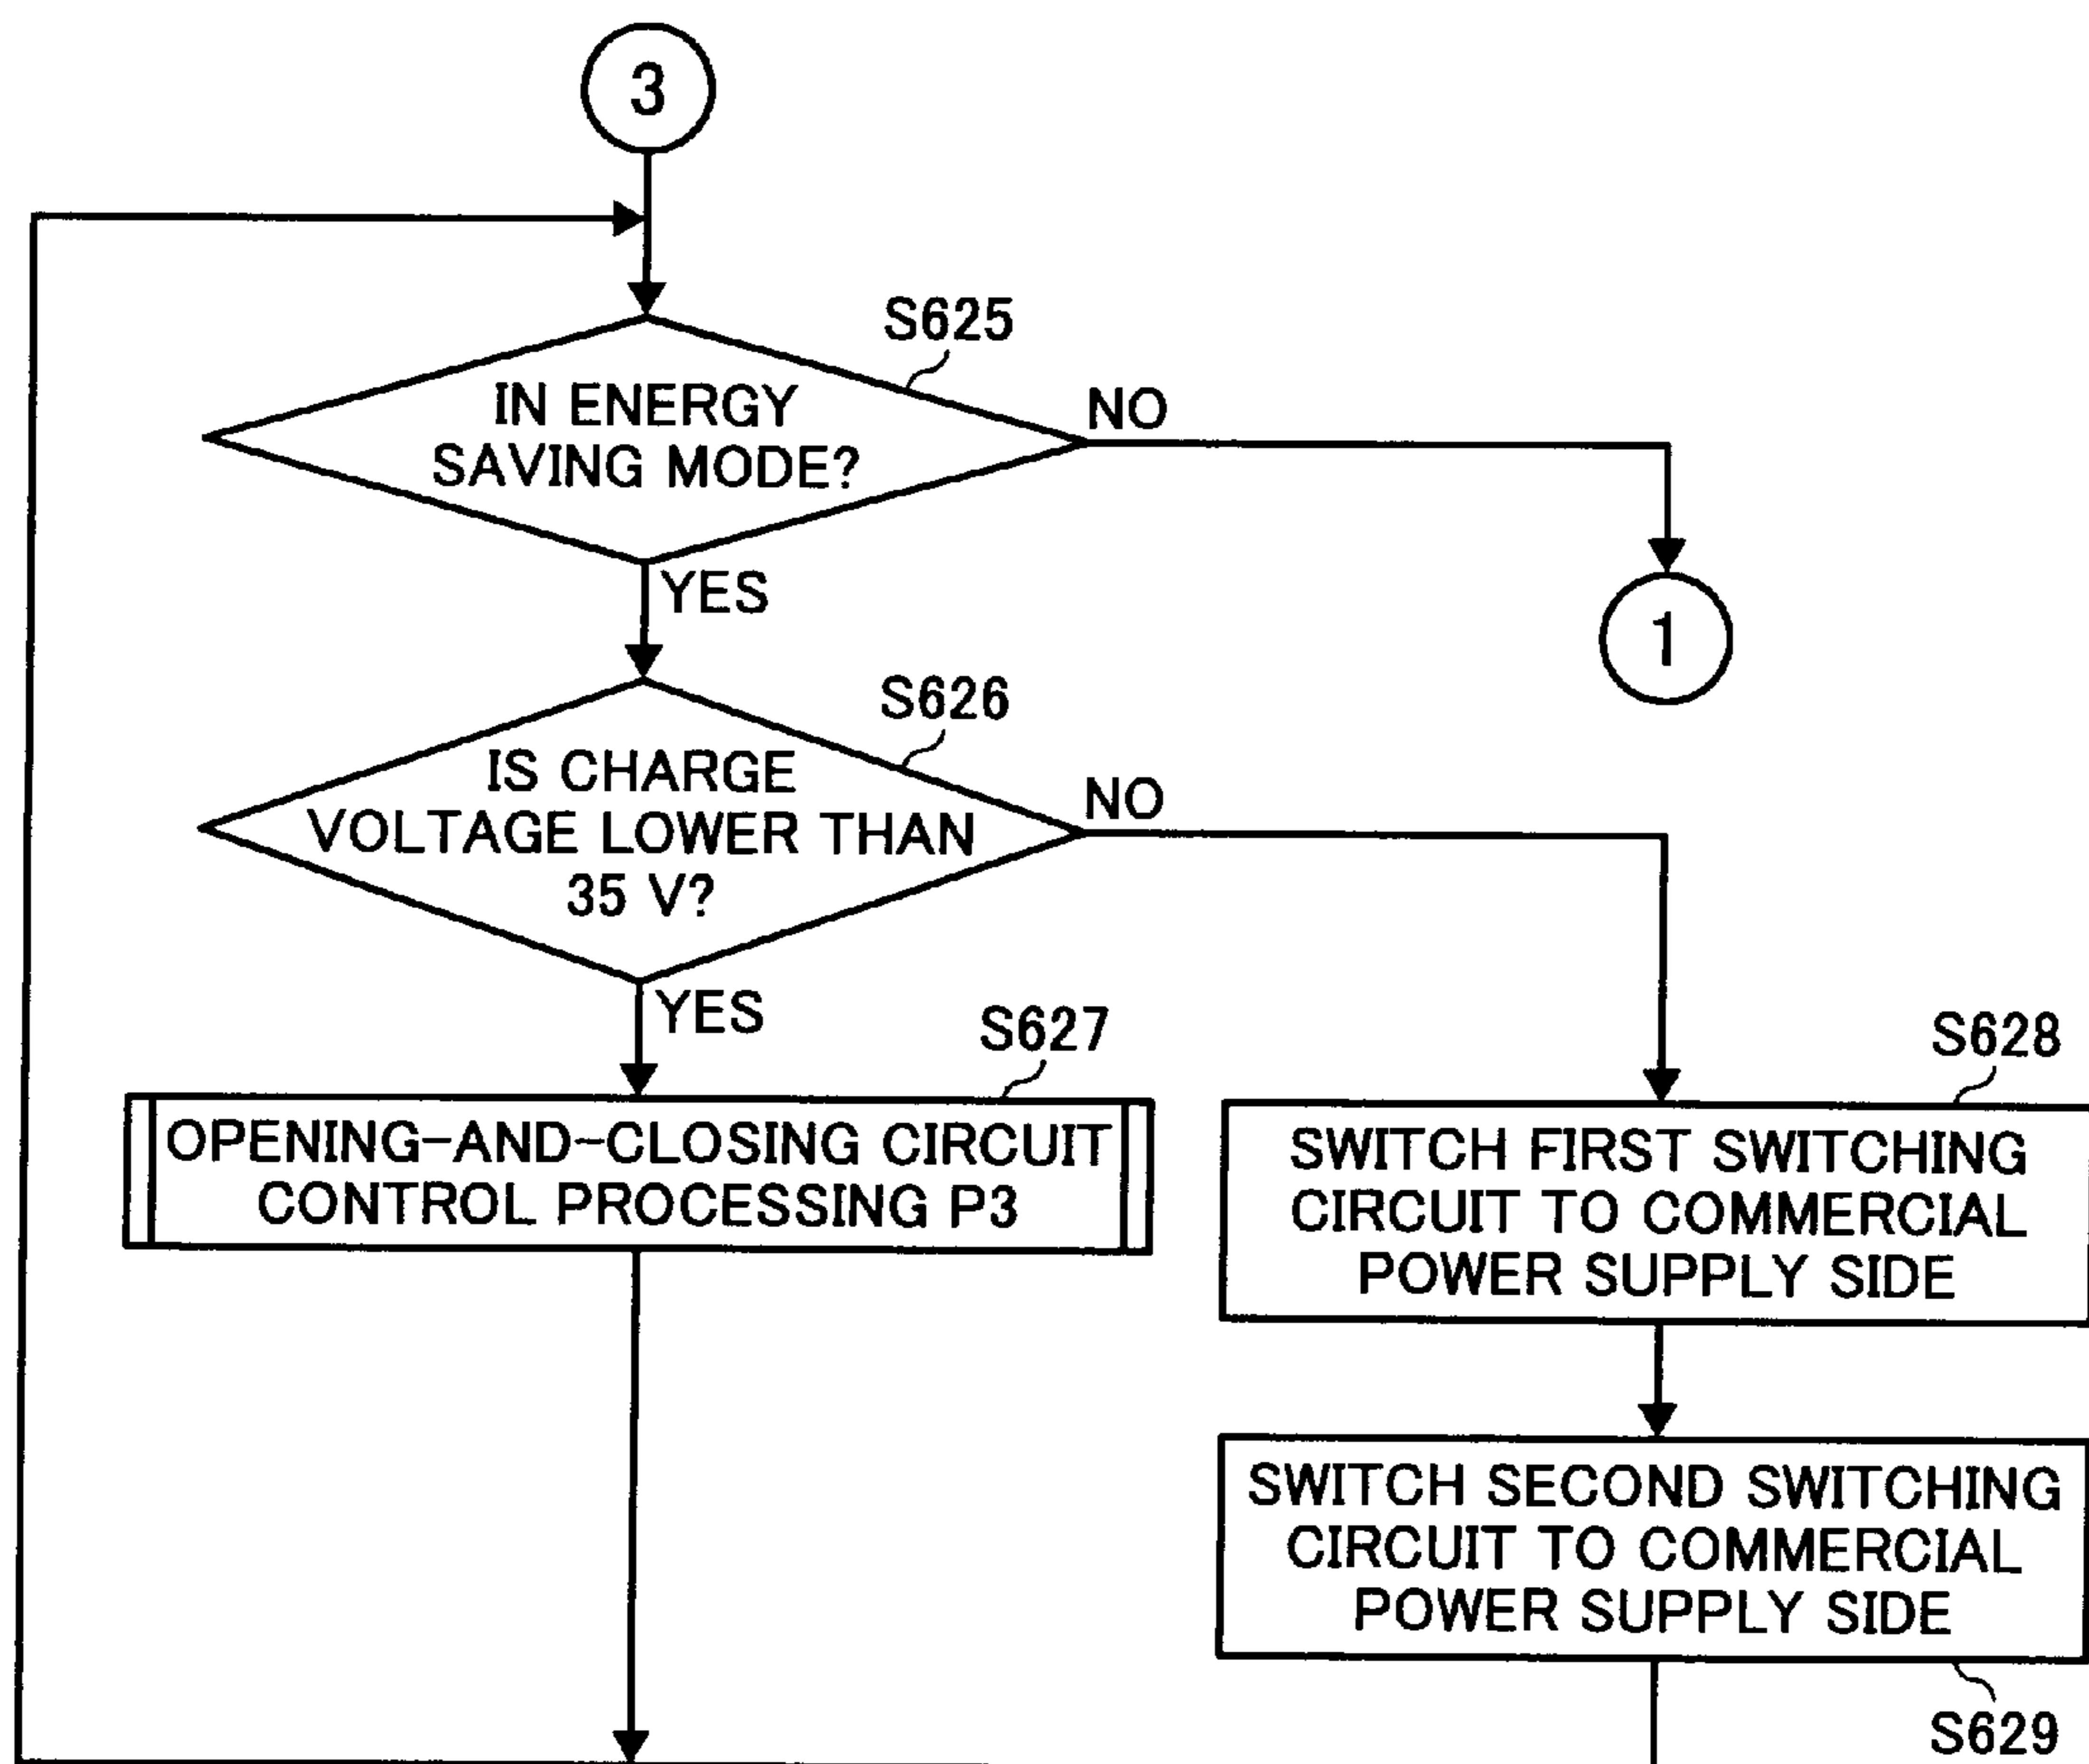 3
S625
IN ENERGY
SAVING MODE?
NO
YES
1
S626
IS CHARGE
VOLTAGE LOWER THAN
35 V?
NO
YES
S627
OPENING-AND-CLOSING CIRCUIT
CONTROL PROCESSING P3
S628
SWITCH FIRST SWITCHING
CIRCUIT TO COMMERCIAL
POWER SUPPLY SIDE
SWITCH SECOND SWITCHING
CIRCUIT TO COMMERCIAL
POWER SUPPLY SIDE
S629